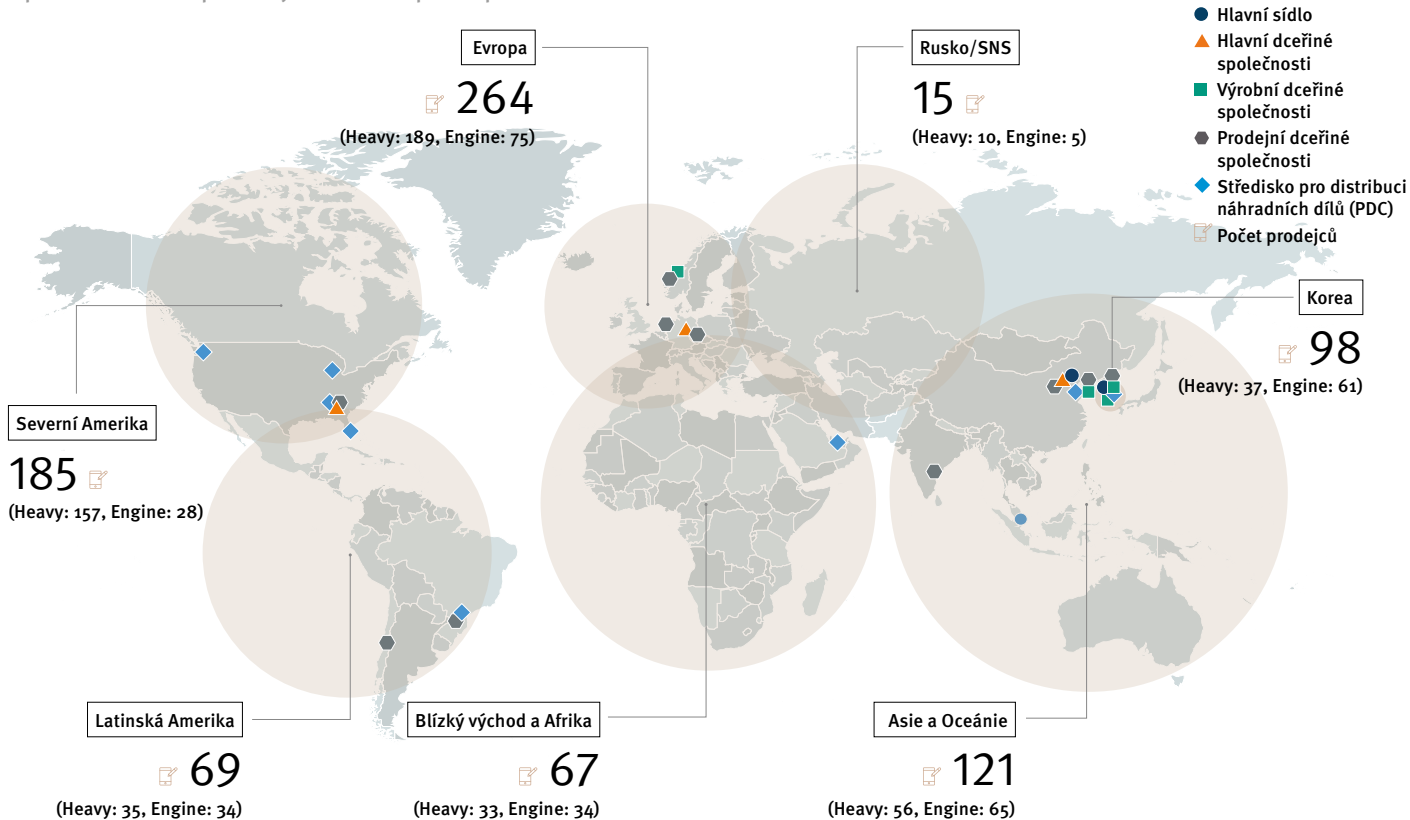 Hlavní sídlo
Hlavní dceřiné
společnosti
Výrobní dceřiné
společnosti
Prodejní dceřiné
společnosti
Středisko pro distribuci
náhradních dílů (PDC)
Počet prodejců
Evropa
264
(Heavy: 189, Engine: 75)
Rusko/SNS
15
(Heavy: 10, Engine: 5)
Korea
98
(Heavy: 37, Engine: 61)
Severní Amerika
185
(Heavy: 157, Engine: 28)
Latinská Amerika
69
(Heavy: 35, Engine: 34)
Blízký východ a Afrika
67
(Heavy: 33, Engine: 34)
Asie a Oceánie
121
(Heavy: 56, Engine: 65)